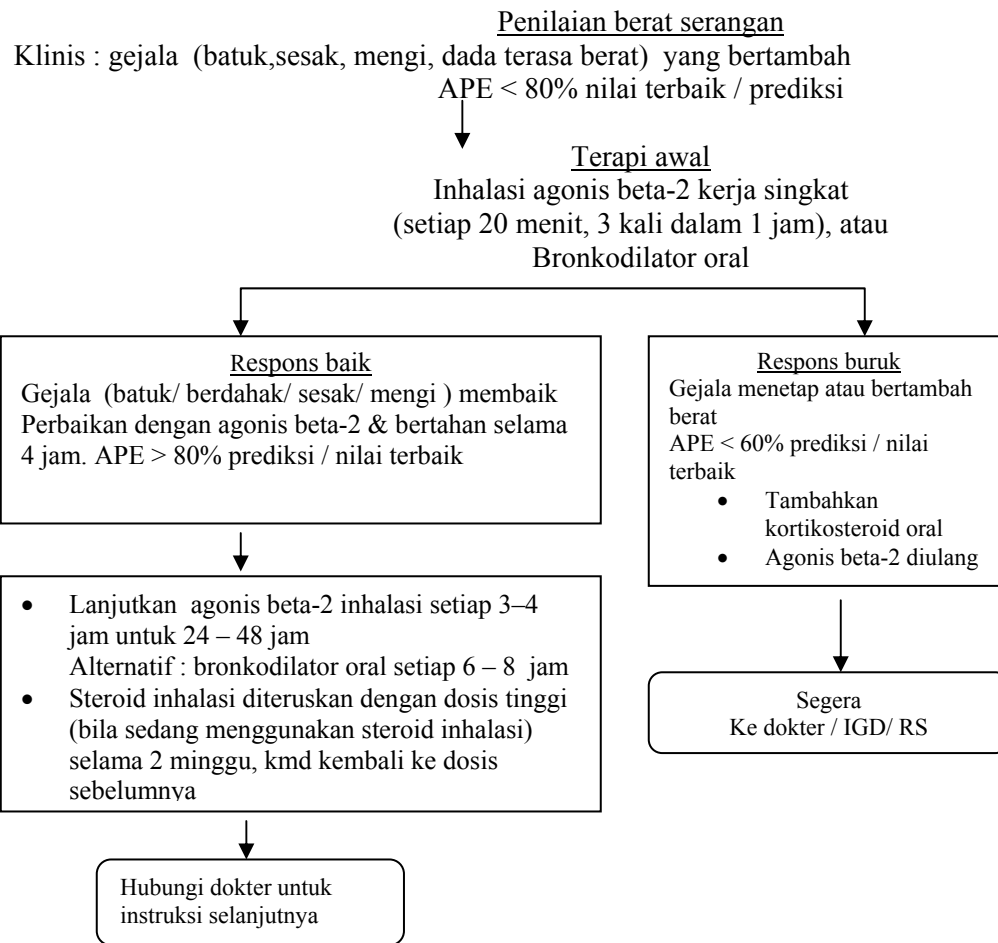 Penilaian berat serangan
Klinis : gejala (batuk,sesak, mengi, dada terasa berat) yang bertambah
APE < 80% nilai terbaik / prediksi
Terapi awal
Inhalasi agonis beta-2 kerja singkat
(setiap 20 menit, 3 kali dalam 1 jam), atau
Bronkodilator oral
Respons baik
Gejala (batuk/ berdahak/ sesak/ mengi ) membaik
Perbaikan dengan agonis beta-2 & bertahan selama
4 jam. APE > 80% prediksi / nilai terbaik
Respons buruk
Gejala menetap atau bertambah
berat
APE < 60% prediksi / nilai
terbaik
• Tambahkan
kortikosteroid oral
• Agonis beta-2 diulang
• Lanjutkan agonis beta-2 inhalasi setiap 3–4
jam untuk 24 – 48 jam
Alternatif : bronkodilator oral setiap 6 – 8 jam
• Steroid inhalasi diteruskan dengan dosis tinggi
(bila sedang menggunakan steroid inhalasi)
selama 2 minggu, kmd kembali ke dosis
sebelumnya
Segera
Ke dokter / IGD/ RS
Hubungi dokter untuk
instruksi selanjutnya